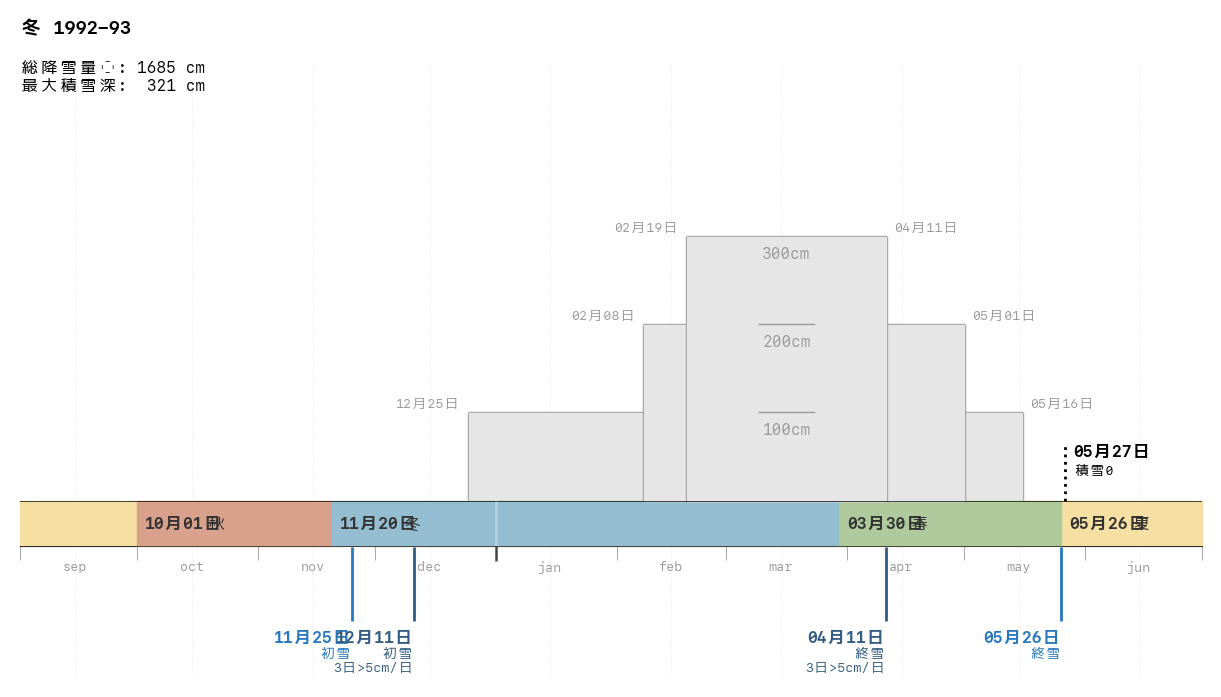 冬 1992–93
総降雪量: 1685 cm
最大積雪深: 321 cm
02月19日
04月11日
300cm
02月08日
05月01日
200cm
12月25日
05月16日
100cm
05月27日
積雪0
10月01日 秋
11月20日 冬
03月30日 春
05月26日 夏
sep
oct
nov
dec
jan
feb
mar
apr
may
jun
11月25日
初雪
12月11日
初雪
3日>5cm/日
04月11日
終雪
3日>5cm/日
05月26日
終雪